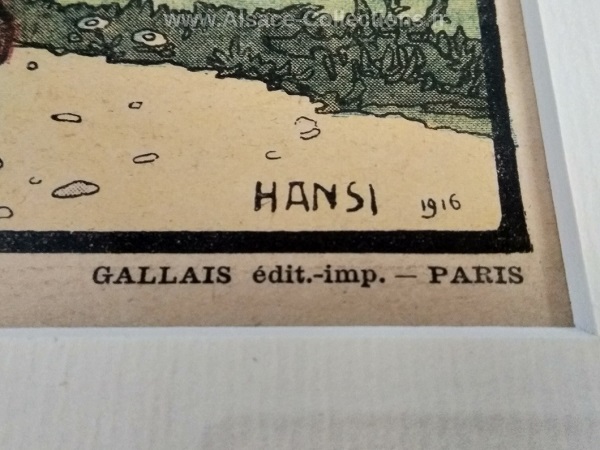 www.Alsace-Collections.fr
HANSI 1916
GALLAIS édit.-imp. — PARIS